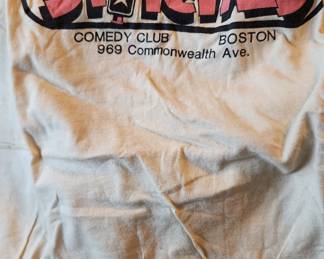 COMEDY CLUB BOSTON
969 Commonwealth Ave.